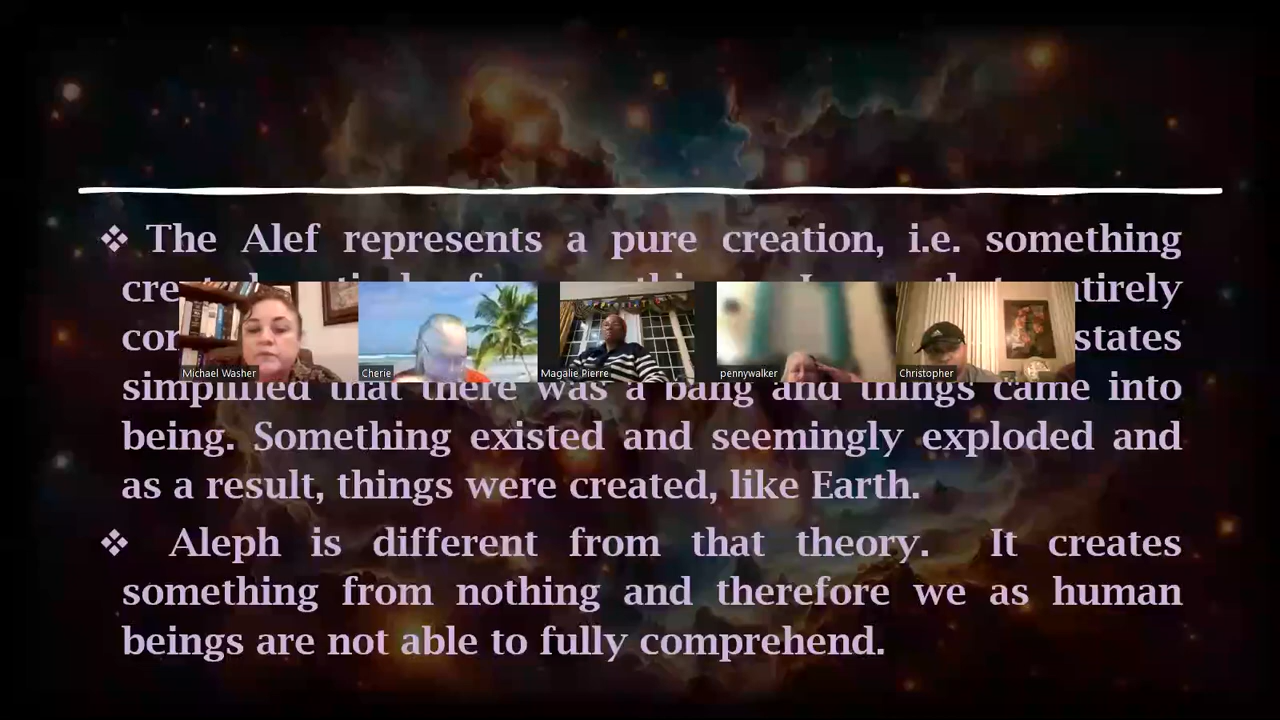 ❖ The Alef represents a pure creation, i.e. something
states
simplified that there was a bang and things came into
being. Something existed and seemingly exploded and
as a result, things were created, like Earth.
❖ Aleph is different from that theory. It creates
something from nothing and therefore we as human
beings are not able to fully comprehend.
Michael Washer
Cherie
Magalie Pierre
pennywalker
Christopher